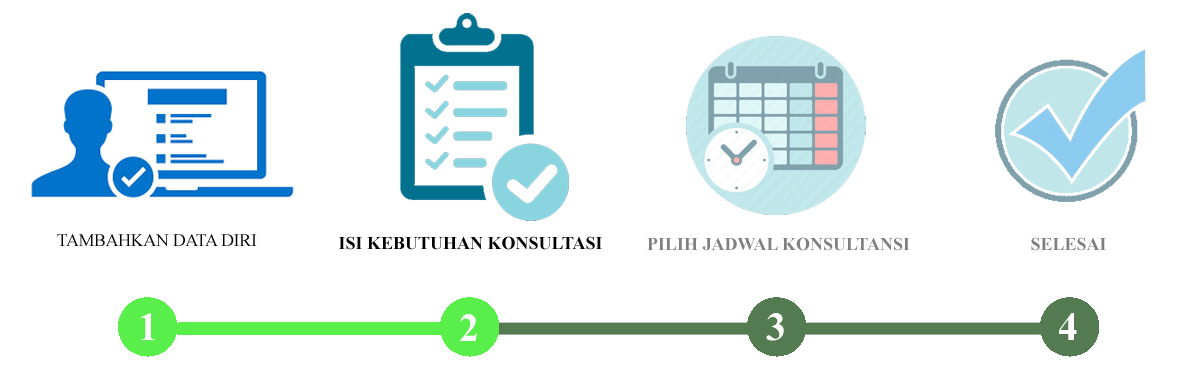 TAMBAHKAN DATA DIRI
ISI KEBUTUHAN KONSULTASI
PILIH JADWAL KONSULTANSI
SELESAI
1
2
3
4